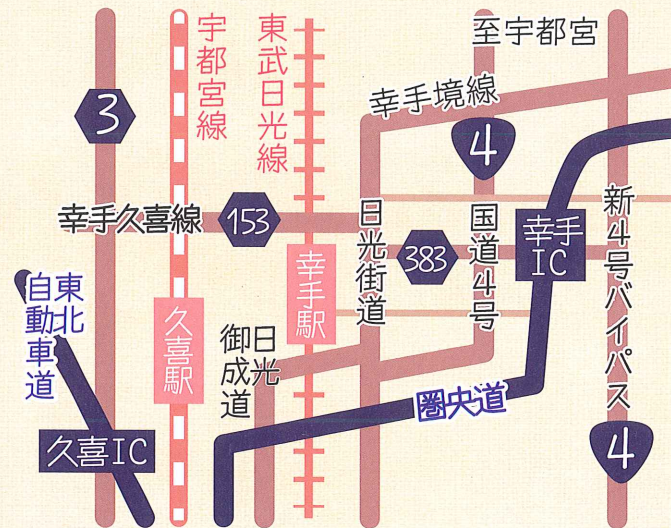 至宇都宮
宇都宮線
東武日光線
幸手境線
3
4
幸手久喜線
153
日光街道
383
国道4号
幸手
IC
新4号バイパス
幸手駅
東北
自動車道
久喜駅
日光
御成道
圏央道
久喜IC
4